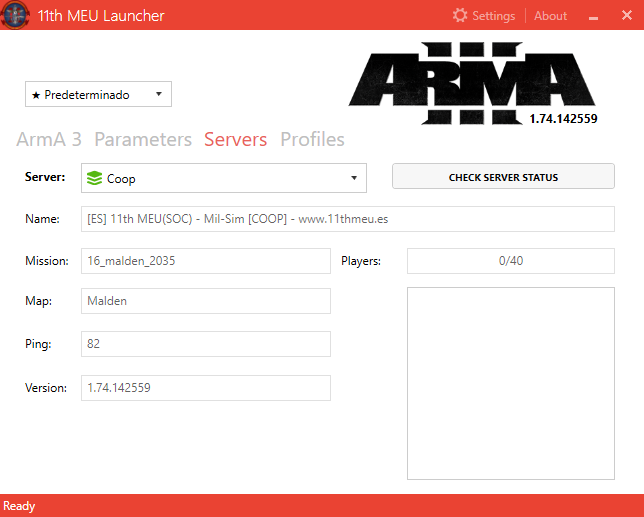 11th MEU Launcher
Settings
About
★ Predeterminado
ARMA III
1.74.142559
ArmA 3 Parameters Servers Profiles
Server: Coop
CHECK SERVER STATUS
Name: [ES] 11th MEU(SOC) - Mil-Sim [COOP] - www.11thmeu.es
Mission: 16_malden_2035
Players: 0/40
Map: Malden
Ping: 82
Version: 1.74.142559
Ready